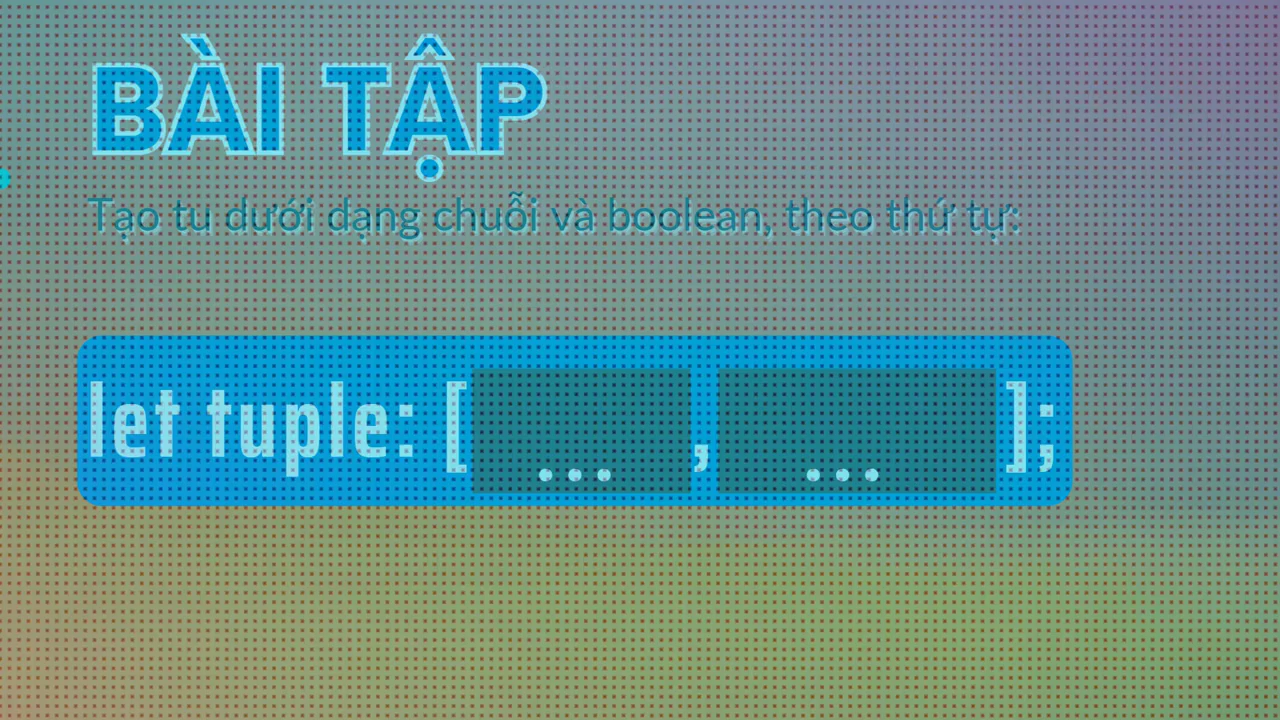 BÀI TẬP
Tạo tu dưới dạng chuỗi và boolean, theo thứ tự:
let tuple: [ ... , ... ];